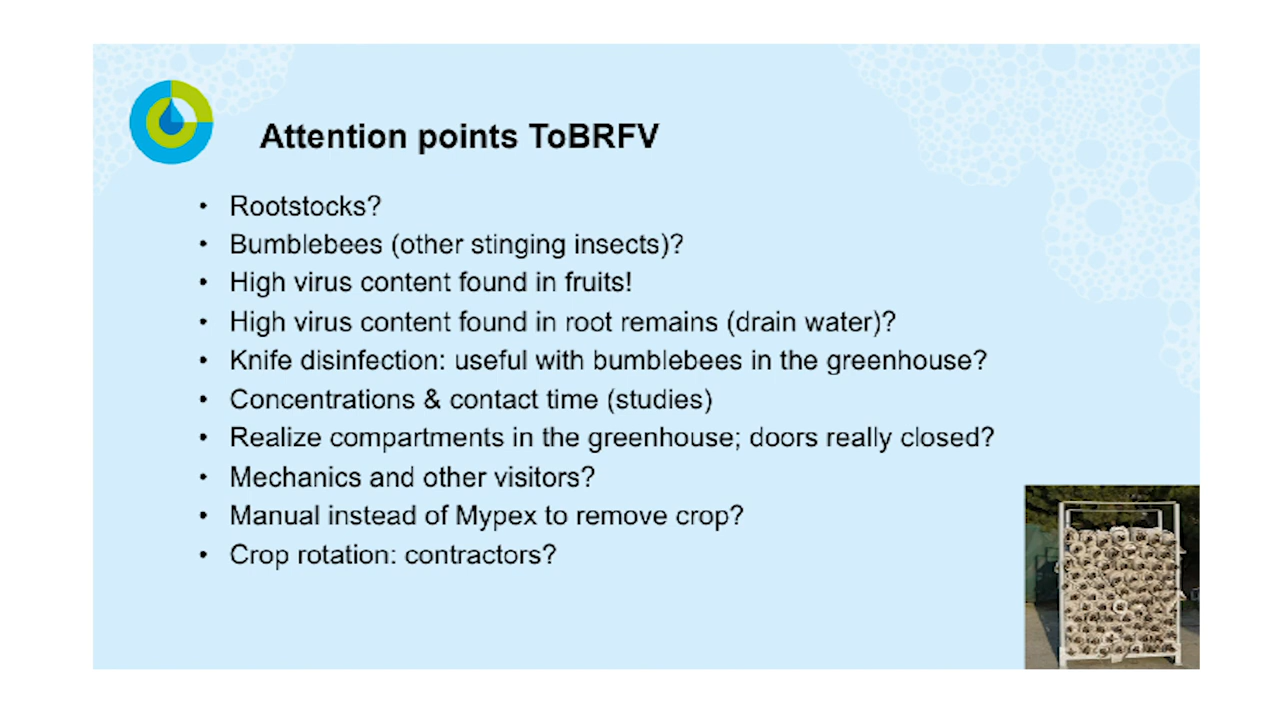 Attention points ToBRFV
• Rootstocks?
• Bumblebees (other stinging insects)?
• High virus content found in fruits!
• High virus content found in root remains (drain water)?
• Knife disinfection: useful with bumblebees in the greenhouse?
• Concentrations & contact time (studies)
• Realize compartments in the greenhouse; doors really closed?
• Mechanics and other visitors?
• Manual instead of Mypex to remove crop?
• Crop rotation: contractors?